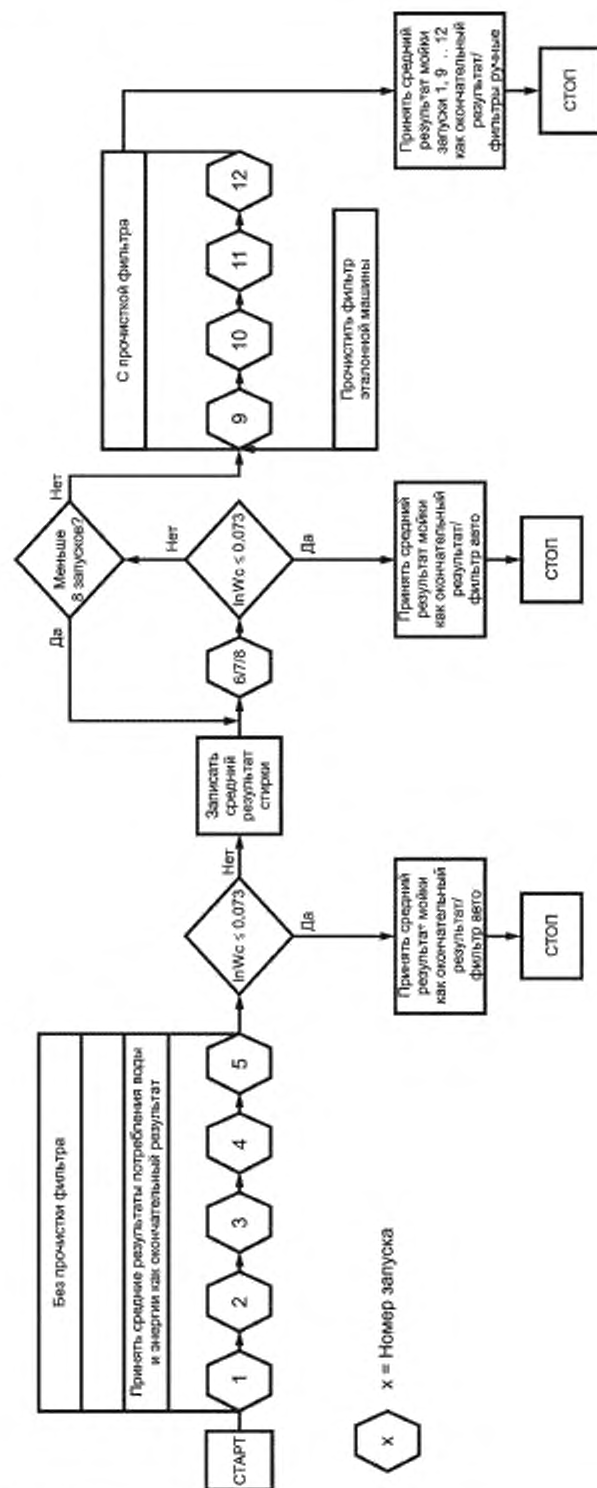 Без прочистки фильтра
Принять средние результаты потребления воды
и энергии как окончательный результат
СТАРТ
1
2
3
4
5
lnWc ≤ 0,073
Нет
Да
Принять средний
результат мойки
как окончательный
результат/
фильтр авто
СТОП
Записать
средний
результат
стирки
6/7/8
lnWc ≤ 0,073
Нет
Да
Меньше
8 запусков?
Да
Нет
Принять средний
результат мойки
как окончательный
результат/
фильтр авто
СТОП
С прочисткой фильтра
9
10
11
12
Прочистить фильтр
эталонной машины
Принять средний
результат мойки
запуски 1, 9 .. 12
как окончательный
результат/
фильтры ручные
СТОП
x
x = Номер запуска